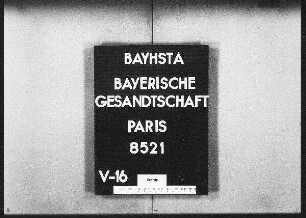 BAYHSTA
BAYERISCHE
GESANDTSCHAFT
PARIS
8521
V-16